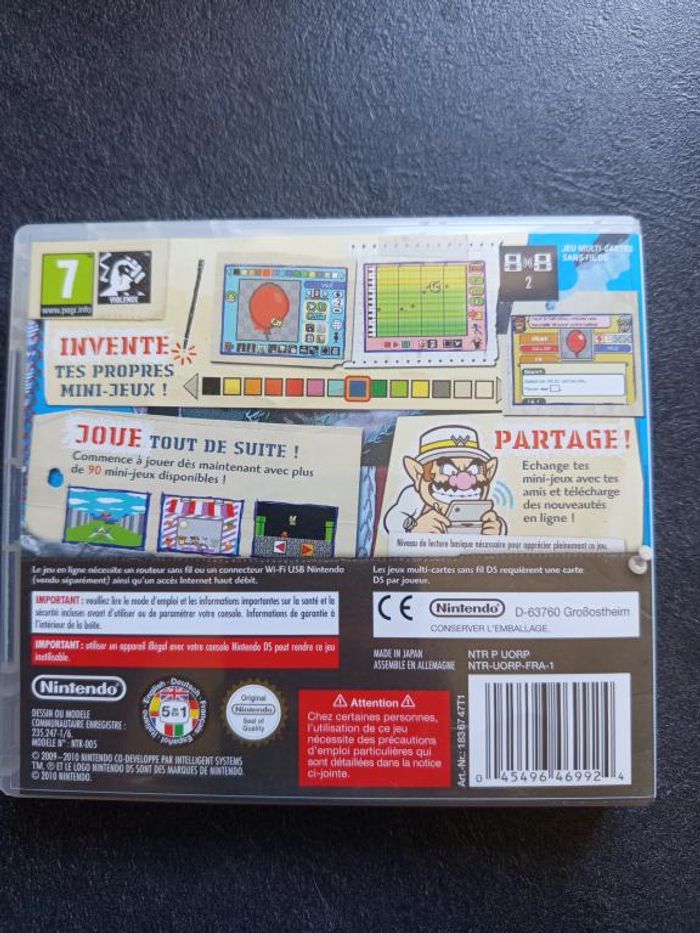 7
www.pegi.info
VIOLENCE
2
JEU MULTI-CARTES
SANS FIL DS
INVENTE
TES PROPRES
MINI-JEUX !
JOUE TOUT DE SUITE !
Commence à jouer dès maintenant avec plus
de 90 mini-jeux disponibles !
PARTAGE !
Echange tes
mini-jeux avec tes
amis et télécharge
des nouveautés
en ligne !
Niveau de lecture basique nécessaire pour apprécier pleinement ce jeu.
Le jeu en ligne nécessite un routeur sans fil ou un connecteur Wi-Fi USB Nintendo
(vendu séparément) ainsi qu'un accès Internet haut débit.
Les jeux multi-cartes sans fil DS requièrent une carte
DS par joueur.
IMPORTANT : veuillez lire le mode d'emploi et les informations importantes sur la santé et la
sécurité incluses avant d'utiliser ou de paramétrer votre console. Informations de garantie à
l'intérieur de la boîte.
IMPORTANT : utiliser un appareil illégal avec votre console Nintendo DS peut rendre ce jeu
inutilisable.
CE Nintendo D-63760 Großostheim
CONSERVER L'EMBALLAGE.
MADE IN JAPAN
ASSEMBLE EN ALLEMAGNE
NTR P UORP
NTR-UORP-FRA-1
Nintendo
DESSIN OU MODELE
COMMUNAUTAIRE ENREGISTRE :
235.247-1/6.
MODELE N° : NTR-005
English · Deutsch · Français · Español · Italiano
5 IN 1
Original
Nintendo
Seal of
Quality
© 2009-2010 NINTENDO CO-DEVELOPPE PAR INTELLIGENT SYSTEMS
TM, ® ET LE LOGO NINTENDO DS SONT DES MARQUES DE NINTENDO.
© 2010 NINTENDO.
Attention
Chez certaines personnes,
l'utilisation de ce jeu
nécessite des précautions
d'emploi particulières qui
sont détaillées dans la notice
ci-jointe.
Art.-Nr.: 183 67 47T1
0 45496 46992 4